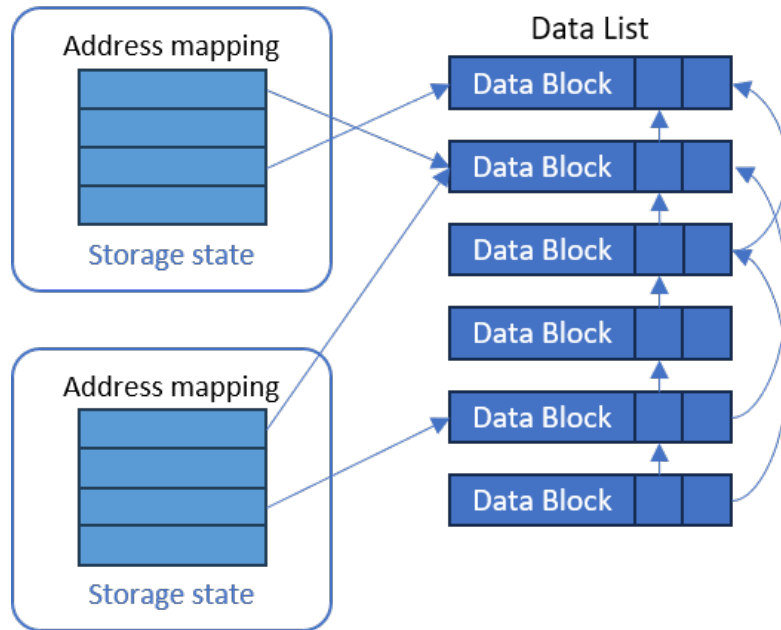 Address mapping
Storage state
Address mapping
Storage state
Data List
Data Block
Data Block
Data Block
Data Block
Data Block
Data Block